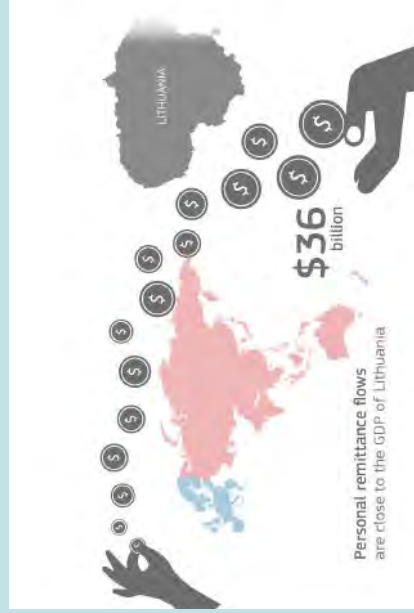 LITHUANIA
$36
billion
Personal remittance flows
are close to the GDP of Lithuania